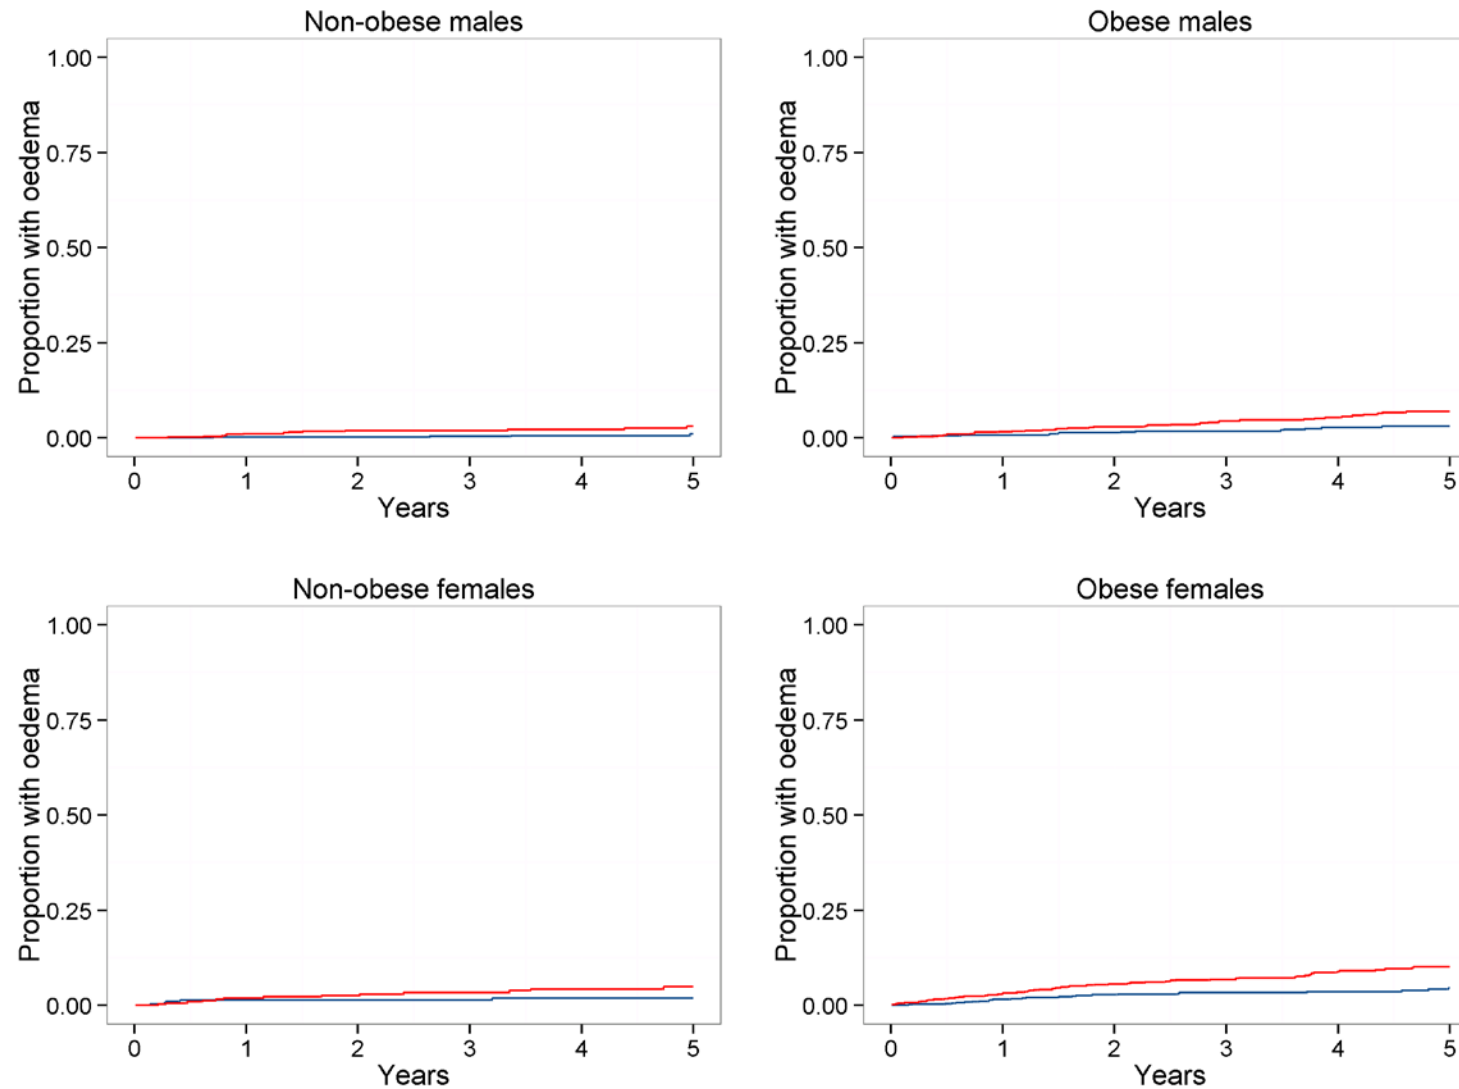 Non-obese males
Proportion with oedema
1.00
0.75
0.50
0.25
0.00
0 1 2 3 4 5
Years
Obese males
Proportion with oedema
1.00
0.75
0.50
0.25
0.00
0 1 2 3 4 5
Years
Non-obese females
Proportion with oedema
1.00
0.75
0.50
0.25
0.00
0 1 2 3 4 5
Years
Obese females
Proportion with oedema
1.00
0.75
0.50
0.25
0.00
0 1 2 3 4 5
Years